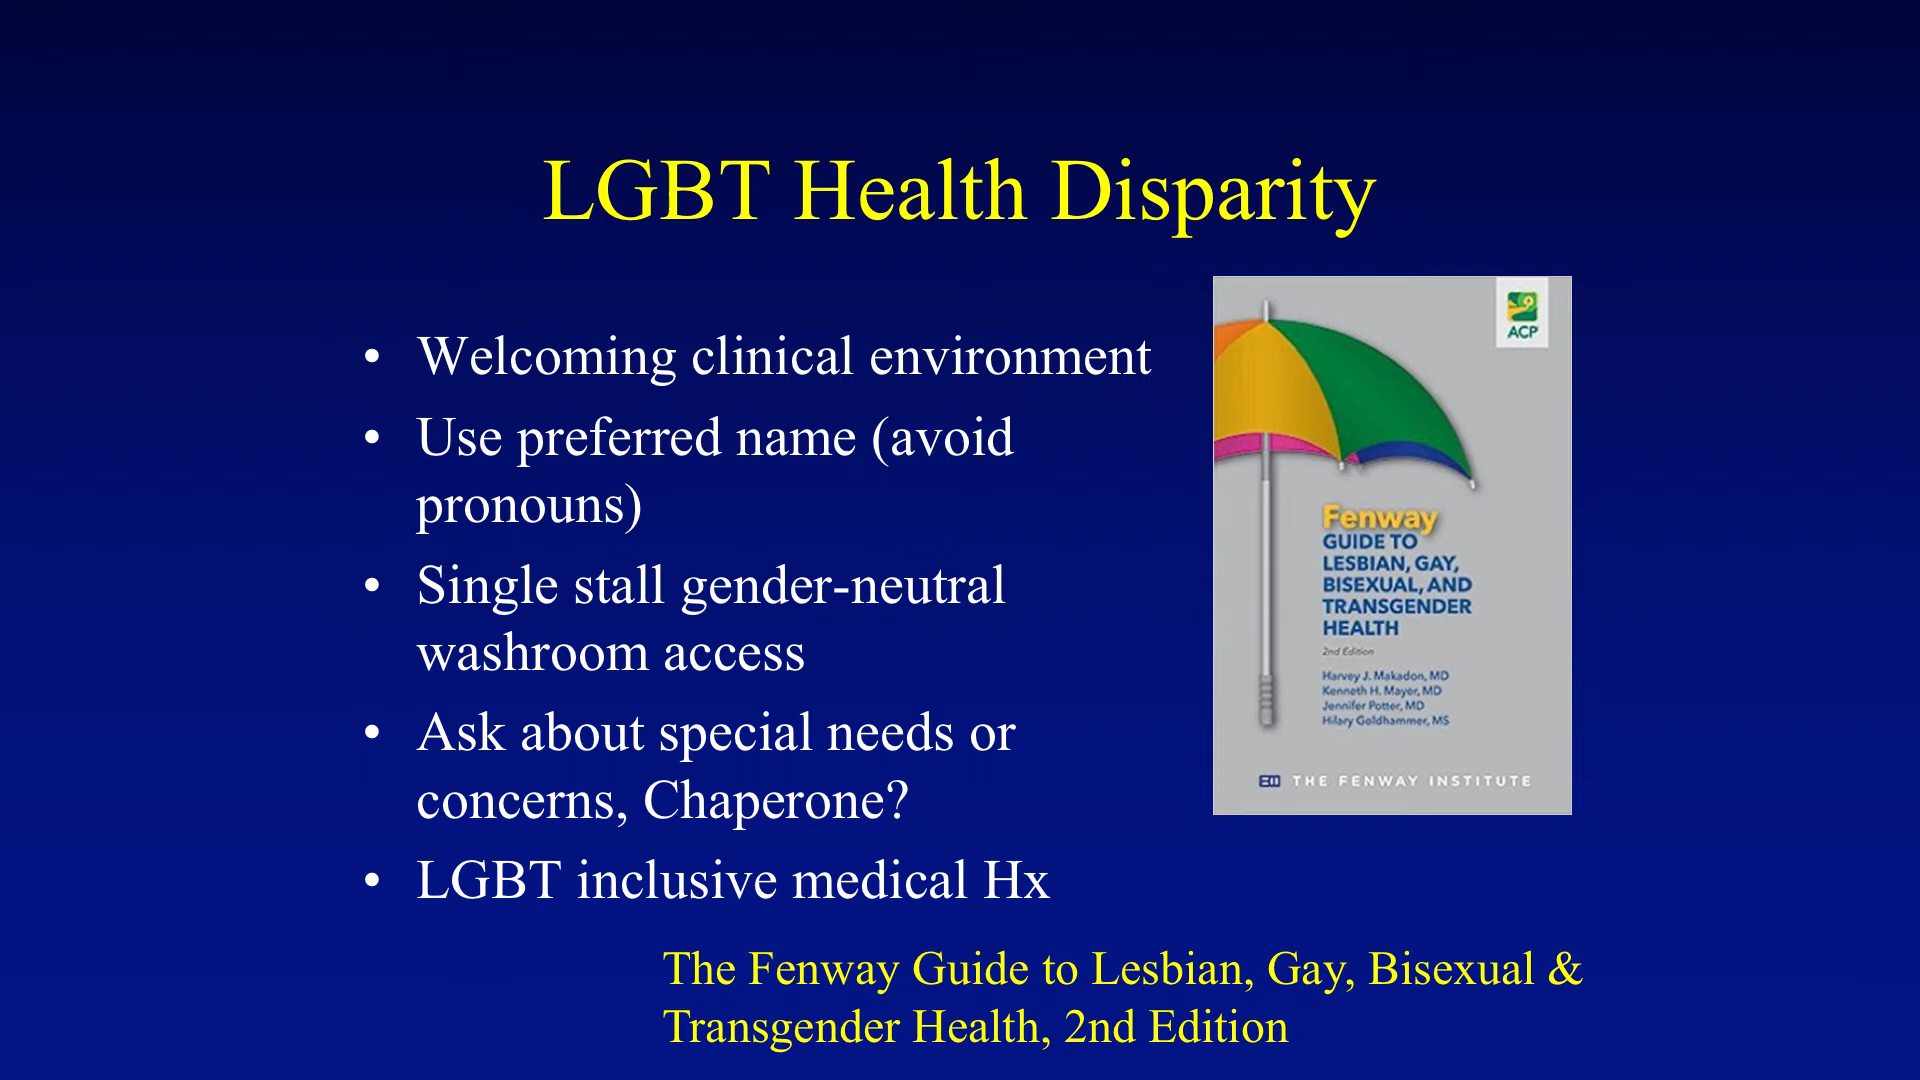 LGBT Health Disparity
• Welcoming clinical environment
• Use preferred name (avoid
pronouns)
• Single stall gender-neutral
washroom access
• Ask about special needs or
concerns, Chaperone?
• LGBT inclusive medical Hx
ACP
Fenway
GUIDE TO
LESBIAN, GAY,
BISEXUAL, AND
TRANSGENDER
HEALTH
2nd Edition
Harvey J. Makadon, MD
Kenneth H. Mayer, MD
Jennifer Potter, MD
Hilary Goldhammer, MS
THE FENWAY INSTITUTE
The Fenway Guide to Lesbian, Gay, Bisexual &
Transgender Health, 2nd Edition